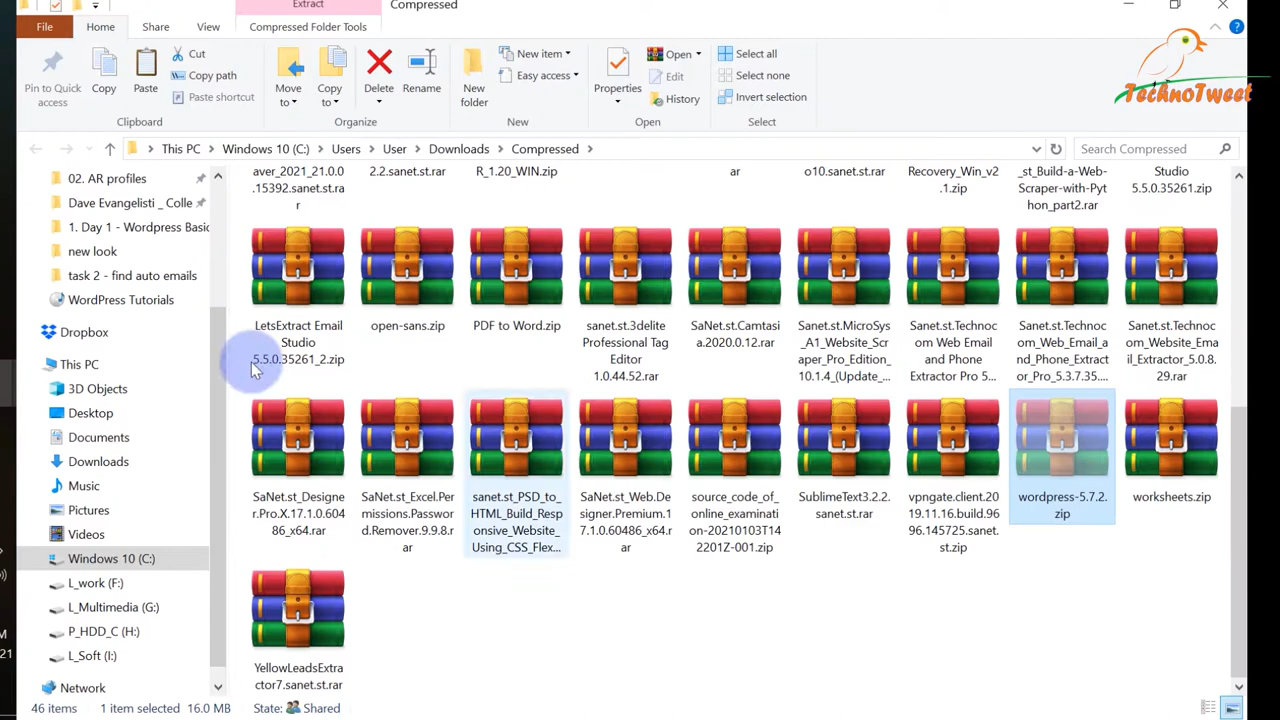 Extract
Compressed
File
Home
Share
View
Compressed Folder Tools
Pin to Quick
access
Copy
Paste
Cut
Copy path
Paste shortcut
Clipboard
Move
to
Copy
to
Delete
Rename
Organize
New
folder
New item
Easy access
New
Properties
Open
Edit
History
Open
Select all
Select none
Invert selection
Select
TechnoTweet
This PC
Windows 10 (C:)
Users
User
Downloads
Compressed
Search Compressed
02. AR profiles
Dave Evangelisti _ Colle
1. Day 1 - Wordpress Basic
new look
task 2 - find auto emails
WordPress Tutorials
Dropbox
This PC
3D Objects
Desktop
Documents
Downloads
Music
Pictures
Videos
Windows 10 (C:)
L_work (F:)
L_Multimedia (G:)
P_HDD_C (H:)
L_Soft (I:)
Network
aver_2021_21.0.0
.15392.sanet.st.ra
r
2.2.sanet.st.rar
R_1.20_WIN.zip
ar
o10.sanet.st.rar
Recovery_Win_v2
.1.zip
_st_Build-a-Web-
Scraper-with-Pyt
hon_part2.rar
Studio
5.5.0.35261.zip
LetsExtract Email
Studio
5.5.0.35261_2.zip
open-sans.zip
PDF to Word.zip
sanet.st.3delite
Professional Tag
Editor
1.0.44.52.rar
SaNet.st.Camtasi
a.2020.0.12.rar
Sanet.st.MicroSys
_A1_Website_Scr
aper_Pro_Edition_
10.1.4_(Update_...
Sanet.st.Technoc
om Web Email
and Phone
Extractor Pro 5...
Sanet.st.Technoc
om_Web_Email_a
nd_Phone_Extract
or_Pro_5.3.7.35....
Sanet.st.Technoc
om_Website_Ema
il_Extractor_5.0.8.
29.rar
SaNet.st_Designe
r.Pro.X.17.1.0.604
86_x64.rar
SaNet.st_Excel.Pe
rmissions.Passwor
d.Remover.9.9.8.r
ar
sanet.st_PSD_to_
HTML_Build_Resp
onsive_Website_
Using_CSS_Flex...
SaNet.st_Web.De
signer.Premium.1
7.1.0.60486_x64.r
ar
source_code_of_
online_examinati
on-20210103T14
2201Z-001.zip
SublimeText3.2.2.
sanet.st.rar
vpngate.client.20
19.11.16.build.96
96.145725.sanet.
st.zip
wordpress-5.7.2.
zip
worksheets.zip
YellowLeadsExtra
ctor7.sanet.st.rar
46 items
1 item selected
16.0 MB
State:
Shared
M
21